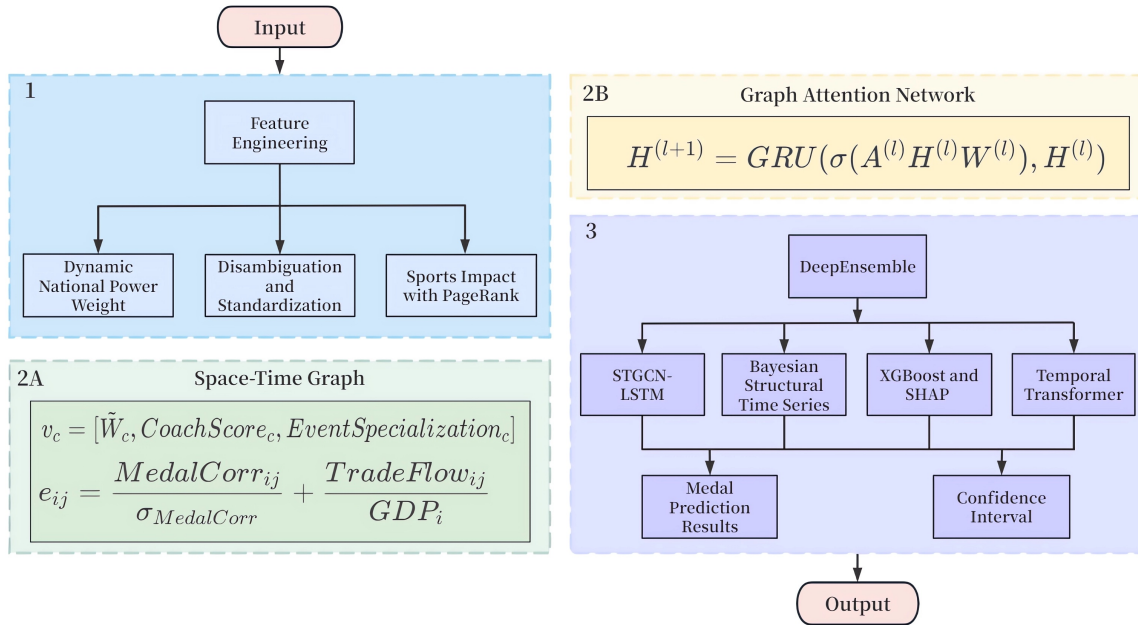 Input
1
Feature
Engineering
Dynamic
National Power
Weight
Disambiguation
and
Standardization
Sports Impact
with PageRank
2A
Space-Time Graph
v_c = [W̃_c, CoachScore_c, EventSpecialization_c]
e_{ij} = \frac{MedalCorr_{ij}}{σ_{MedalCorr}} + \frac{TradeFlow_{ij}}{GDP_i}
2B
Graph Attention Network
H^{(l+1)} = GRU(σ(A^{(l)}H^{(l)}W^{(l)}), H^{(l)})
3
DeepEnsemble
STGCN-
LSTM
Bayesian
Structural
Time Series
XGBoost and
SHAP
Temporal
Transformer
Medal
Prediction
Results
Confidence
Interval
Output